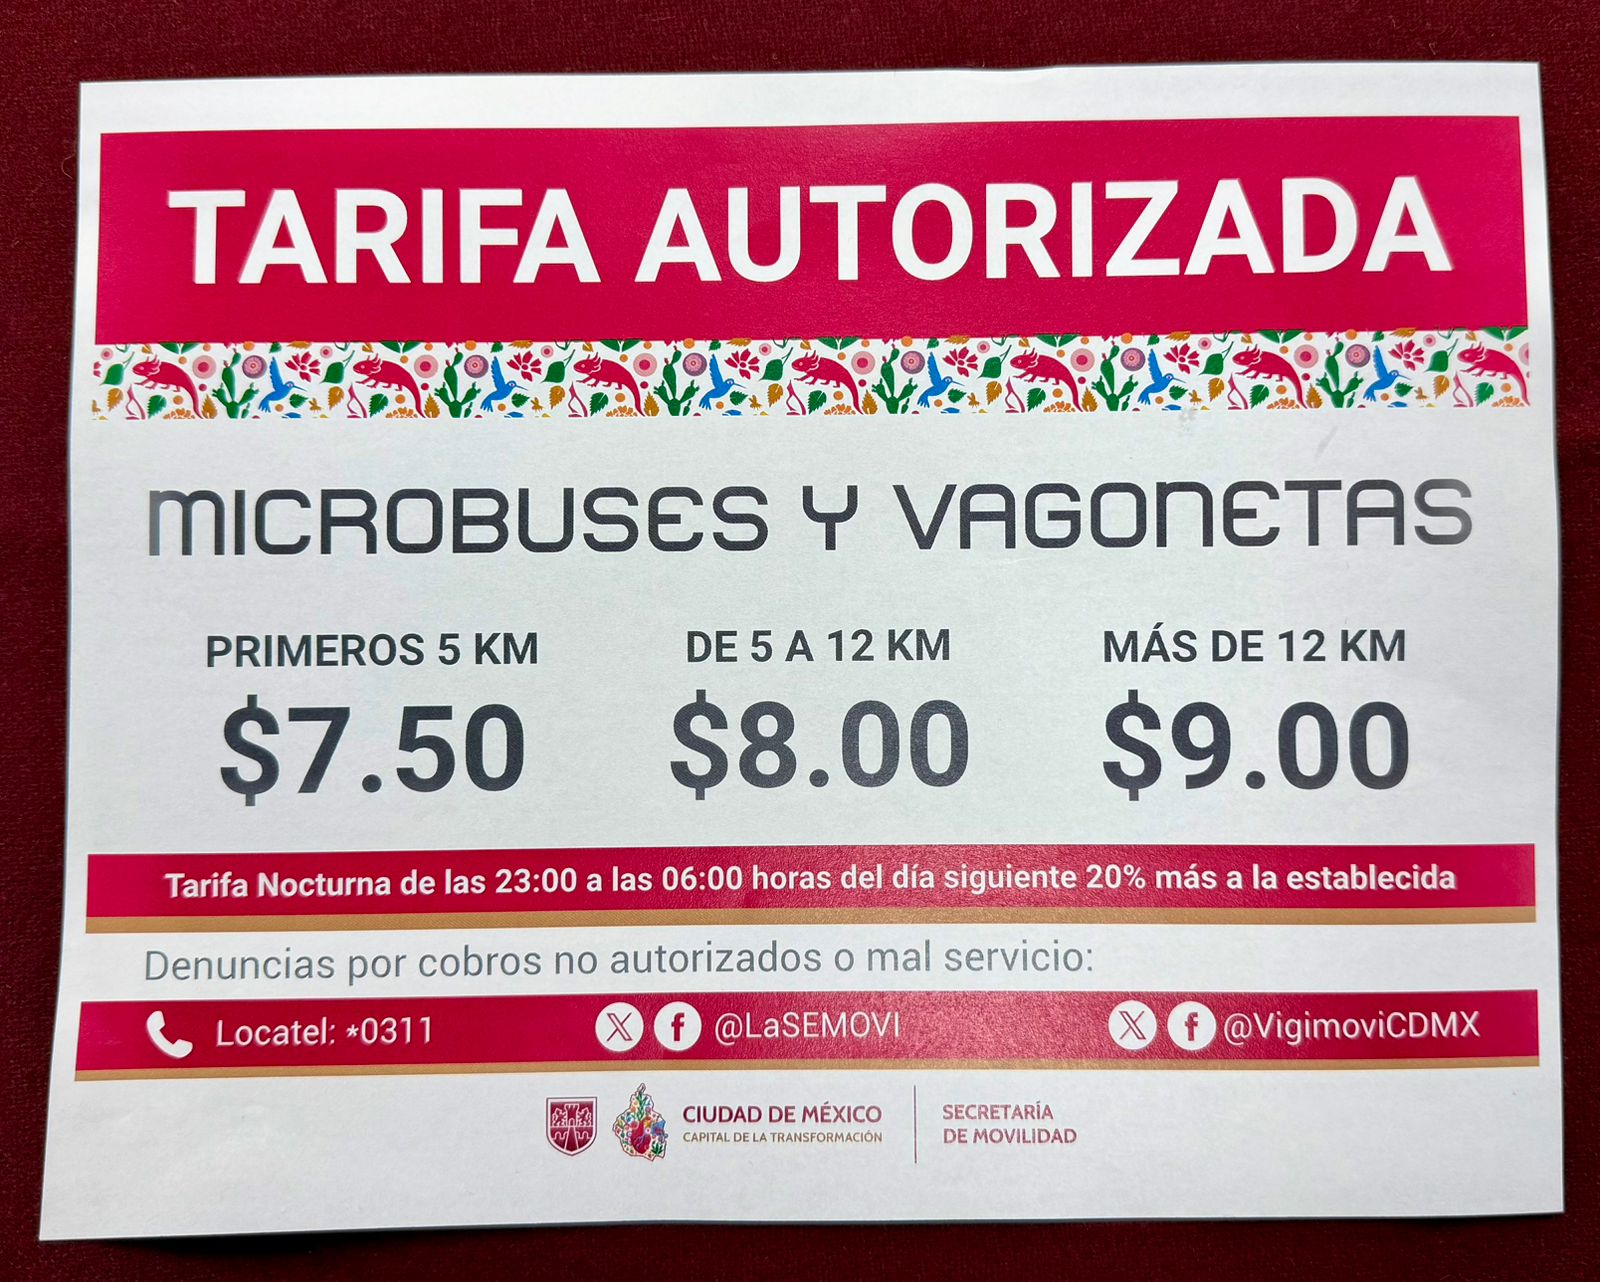 TARIFA AUTORIZADA
MICROBUSES Y VAGONETAS
PRIMEROS 5 KM
$7.50
DE 5 A 12 KM
$8.00
MÁS DE 12 KM
$9.00
Tarifa Nocturna de las 23:00 a las 06:00 horas del día siguiente 20% más a la establecida
Denuncias por cobros no autorizados o mal servicio:
Locatel: *0311
@LaSEMOVI
@VigimoviCDMX
CIUDAD DE MÉXICO
CAPITAL DE LA TRANSFORMACIÓN
SECRETARÍA
DE MOVILIDAD